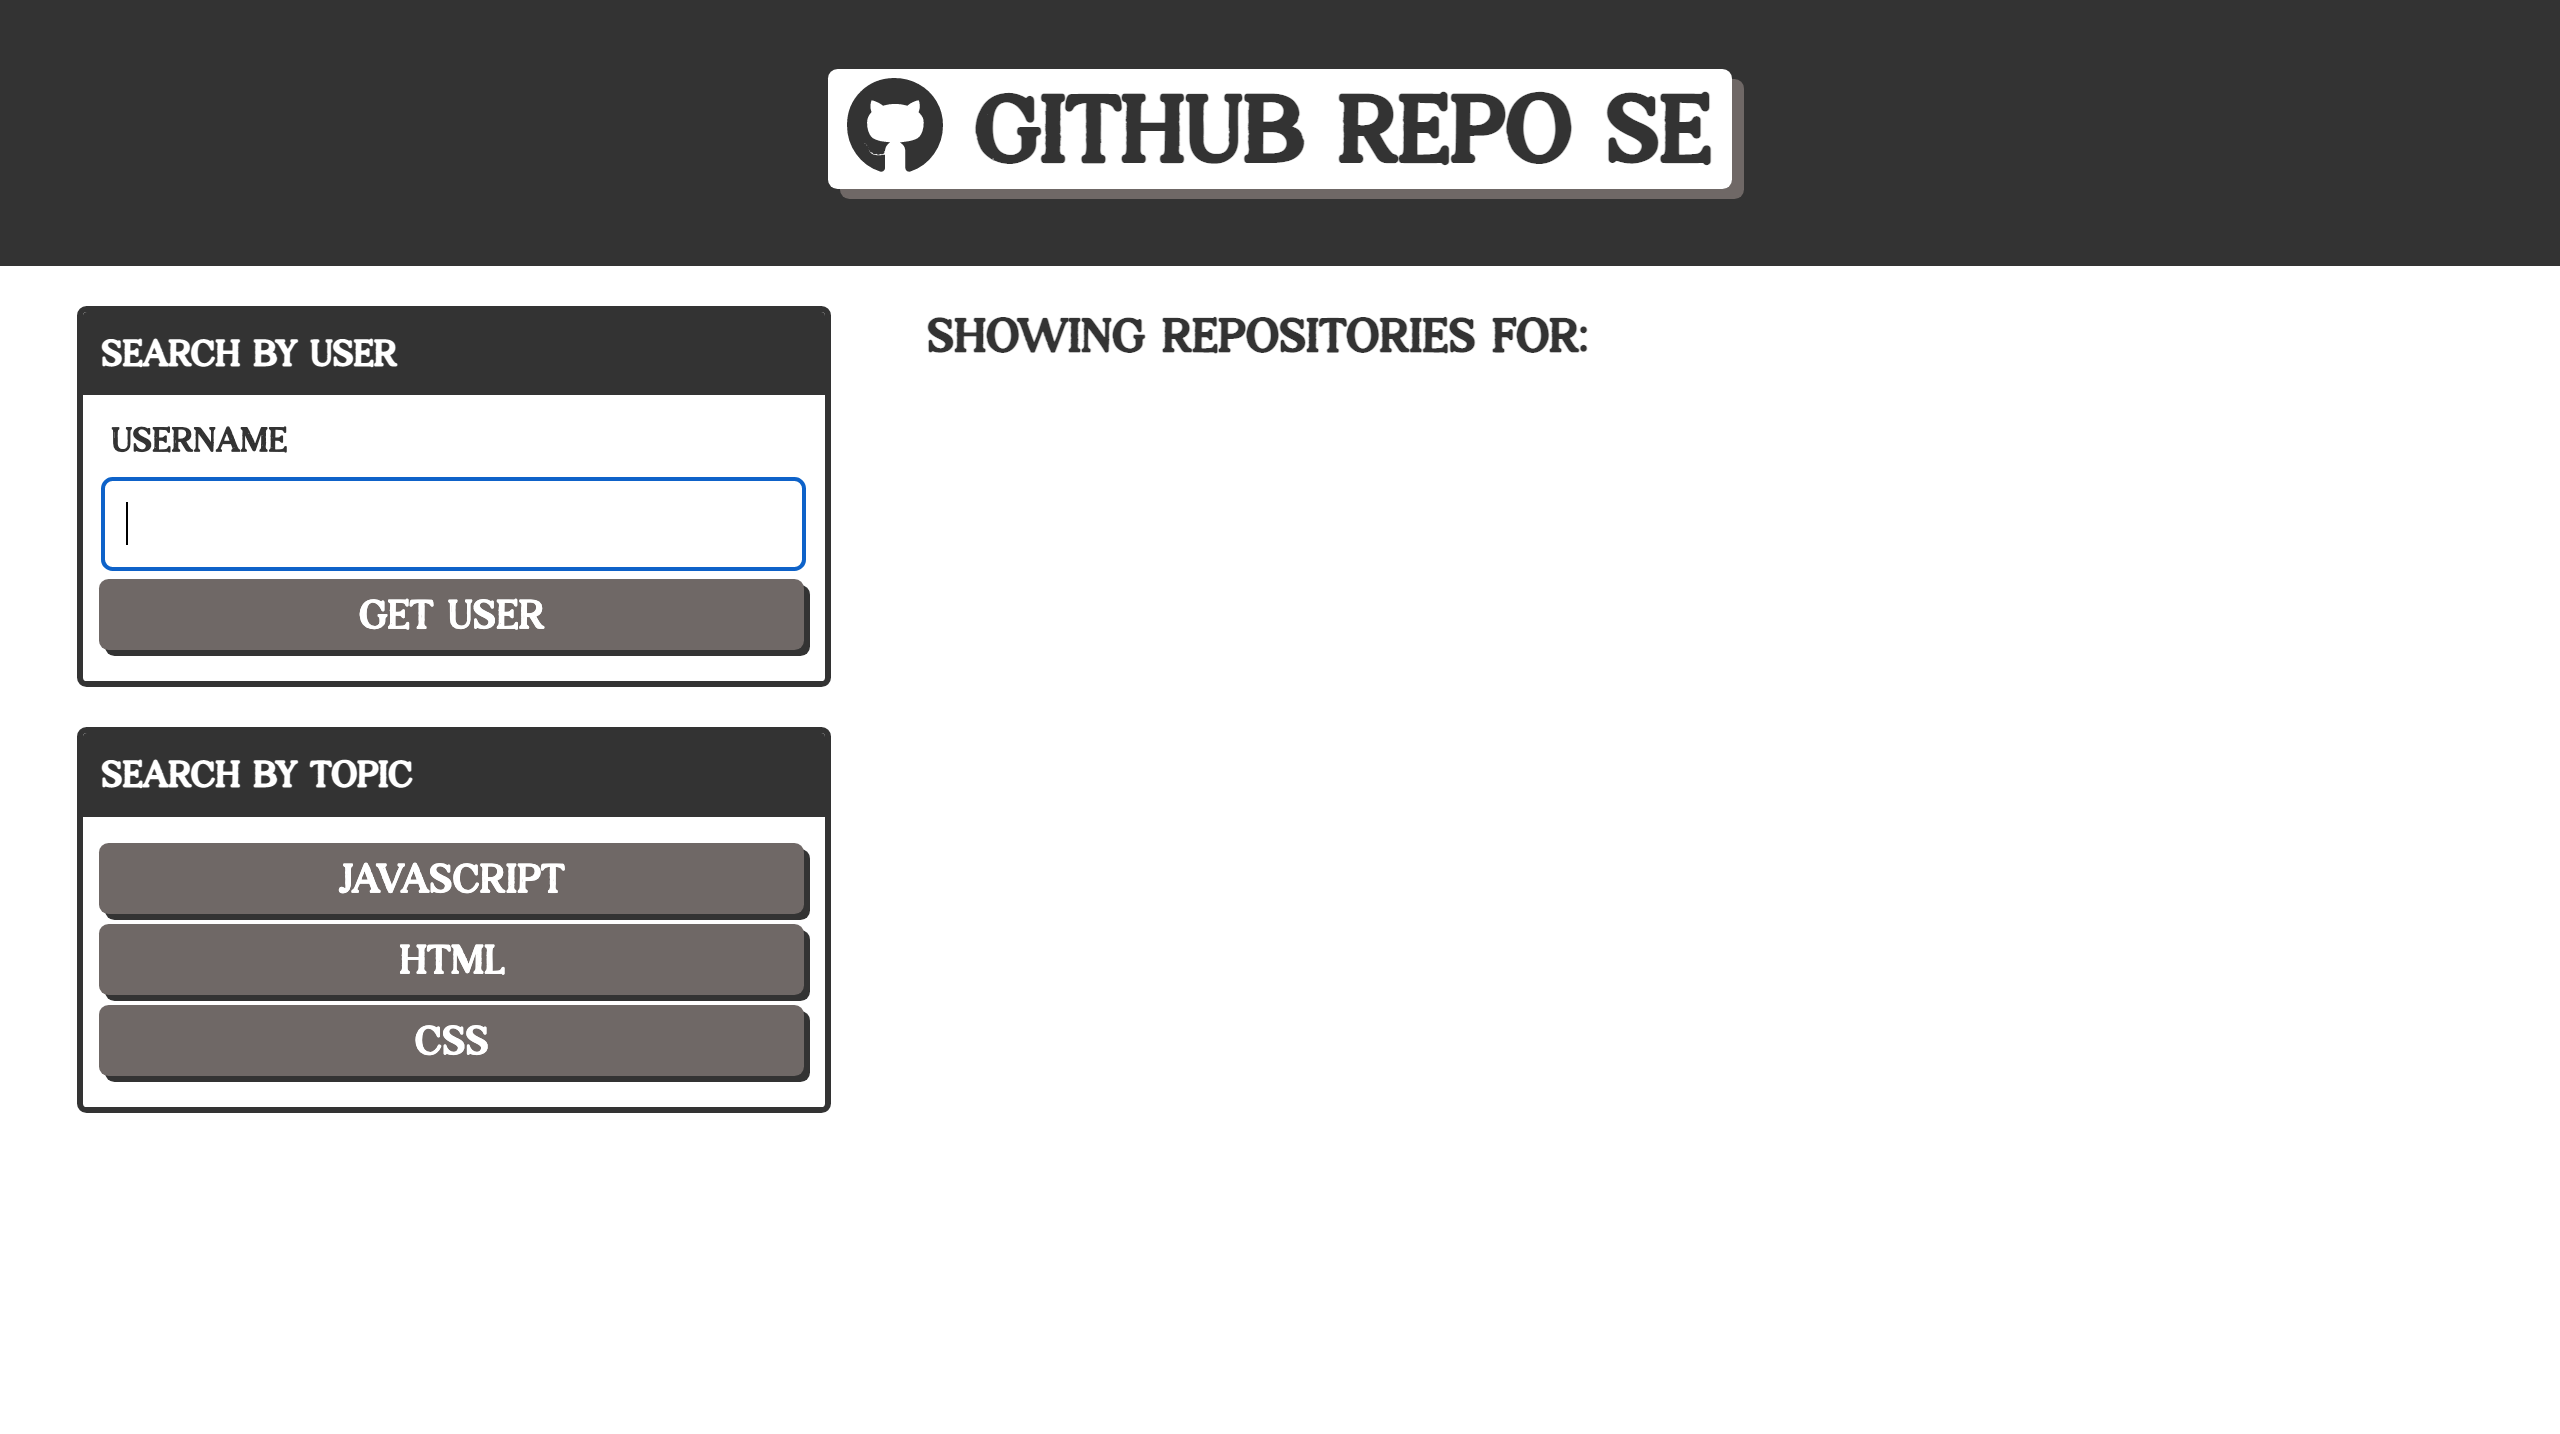 GITHUB REPO SE
SEARCH BY USER
USERNAME
GET USER
SEARCH BY TOPIC
JAVASCRIPT
HTML
CSS
SHOWING REPOSITORIES FOR: